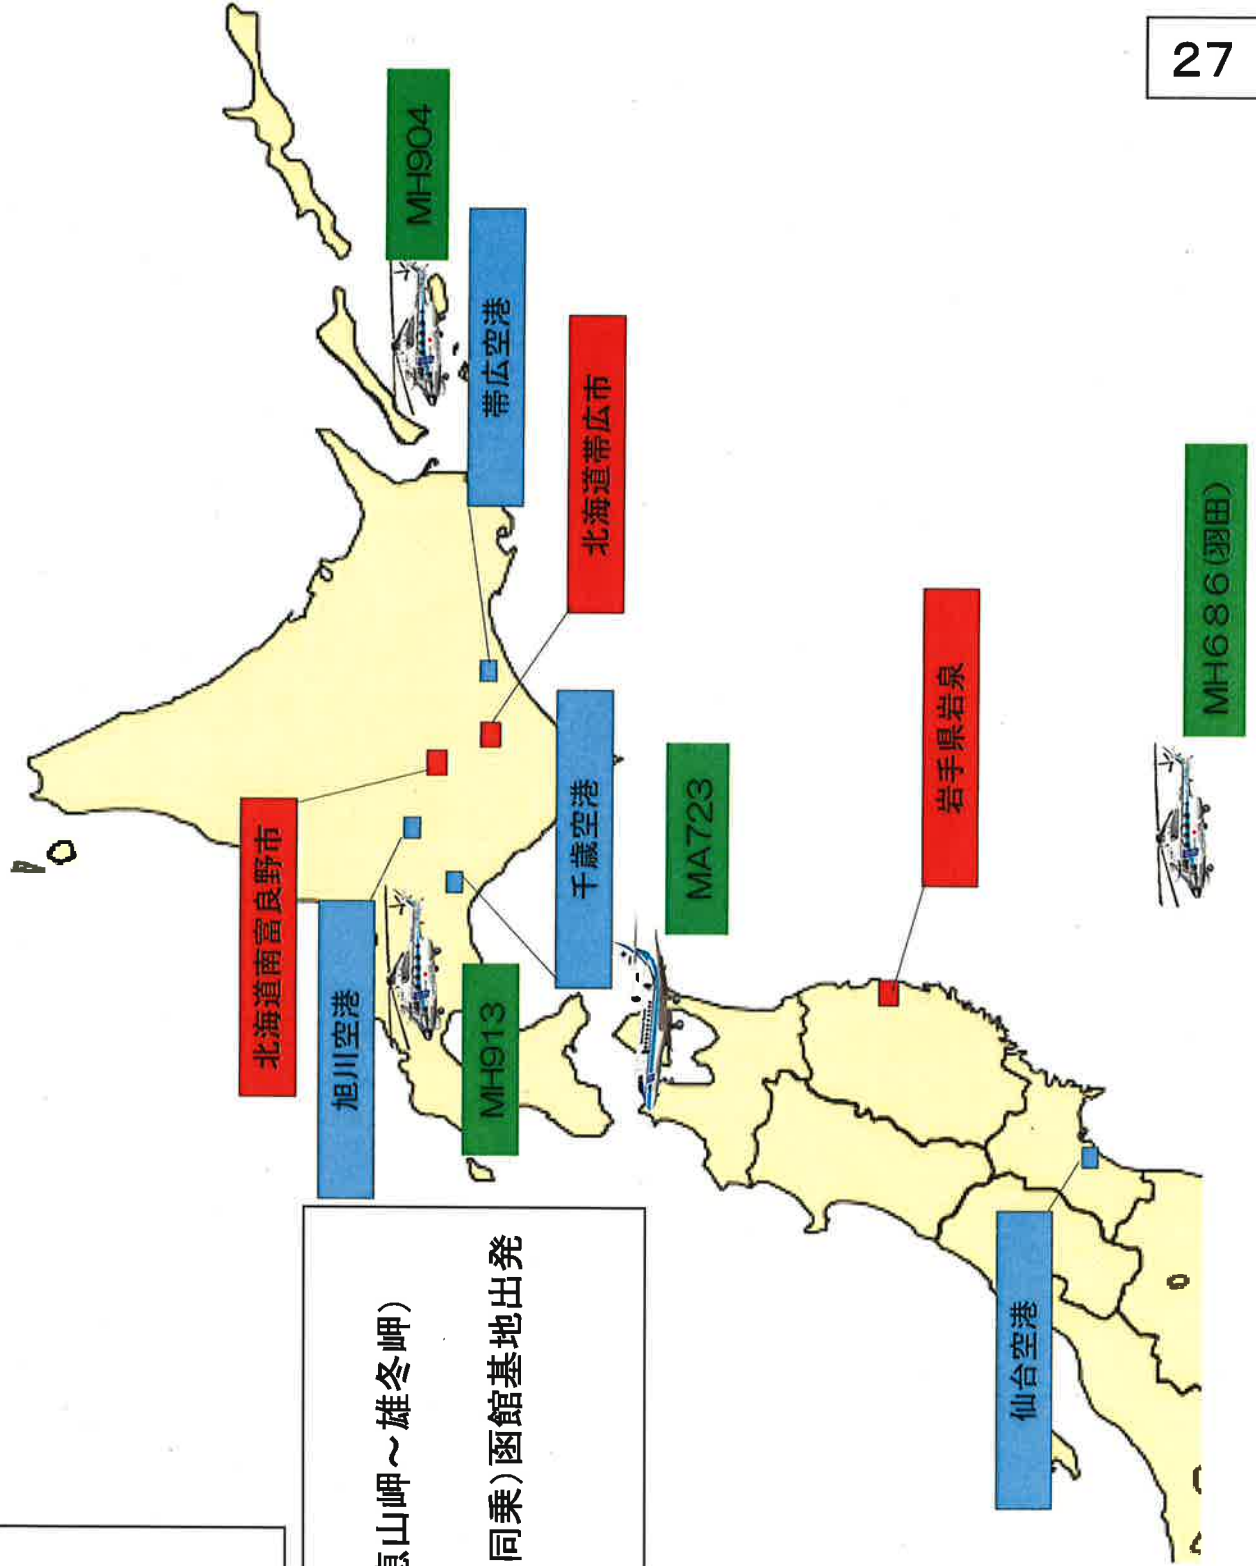 27
MH904
帯広空港
北海道帯広市
北海道南富良野市
旭川空港
千歳空港
MH913
MA723
岩手県岩泉
MH686(羽田)
仙台空港
恵山岬~雄冬岬)
同乗)函館基地出発